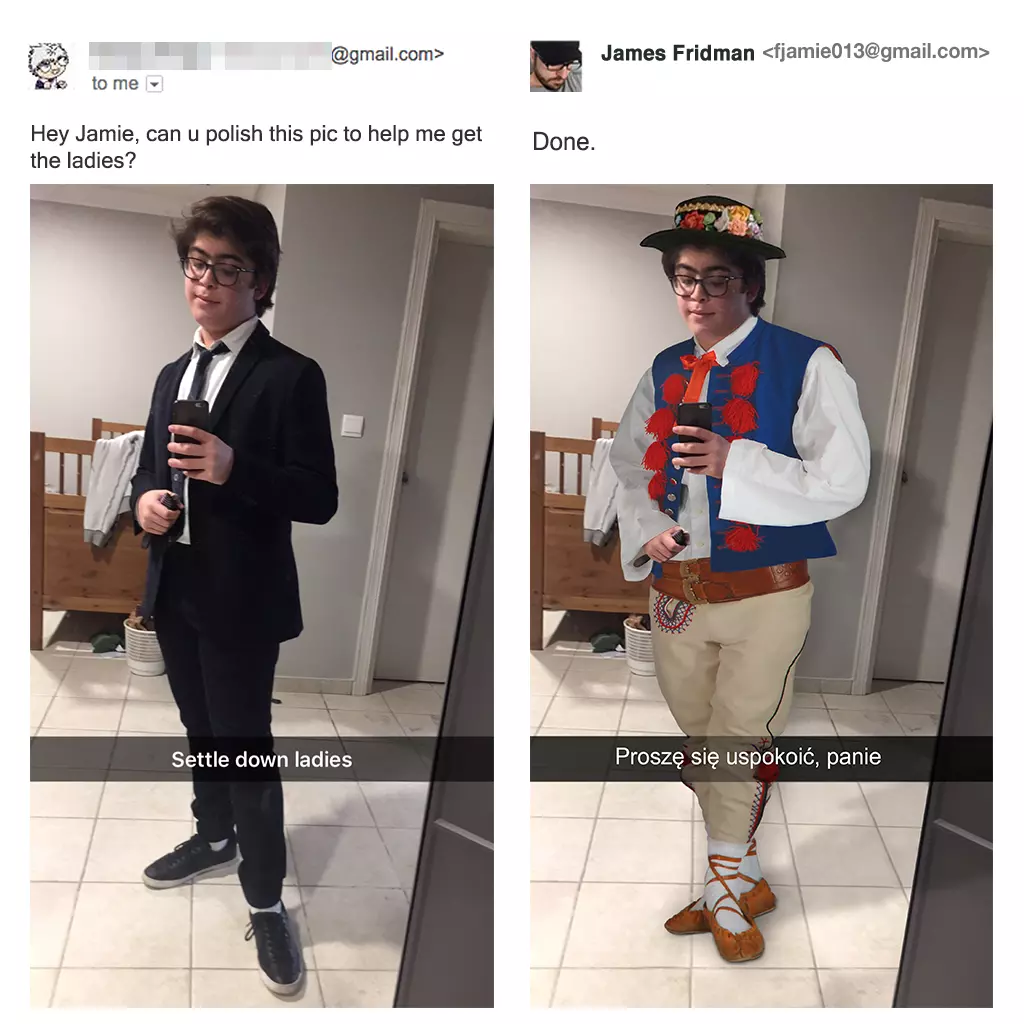 @gmail.com>
to me
Hey Jamie, can u polish this pic to help me get
the ladies?
Settle down ladies
James Fridman <fjamie013@gmail.com>
Done.
Proszę się uspokoić, panie